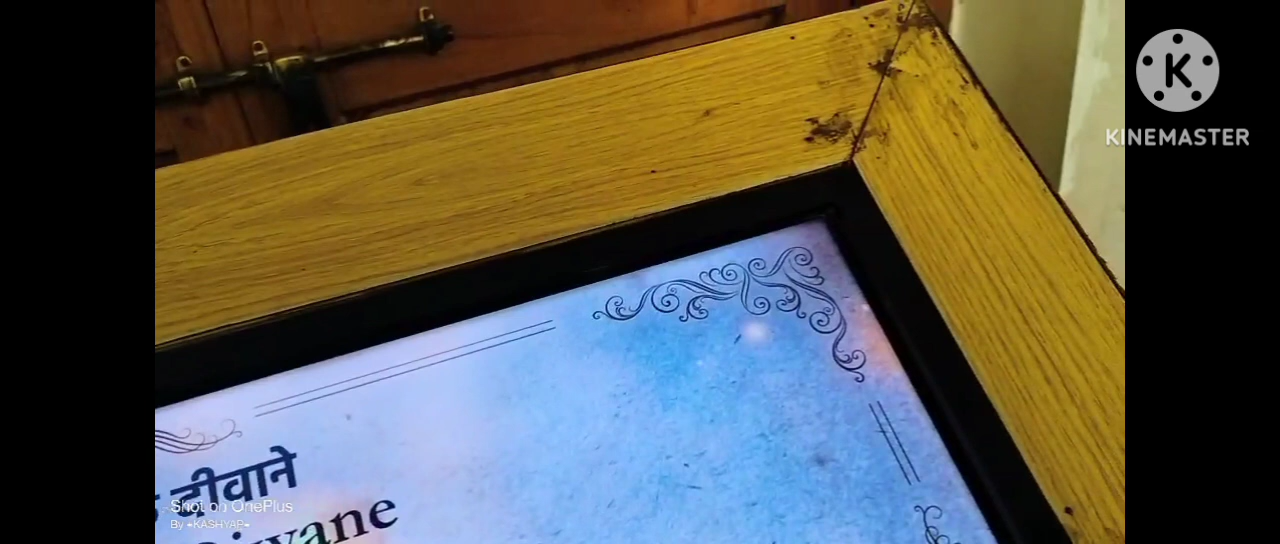 K
KINEMASTER
दीवाने
Shot on OnePlus
By ✦KASHYAP✦